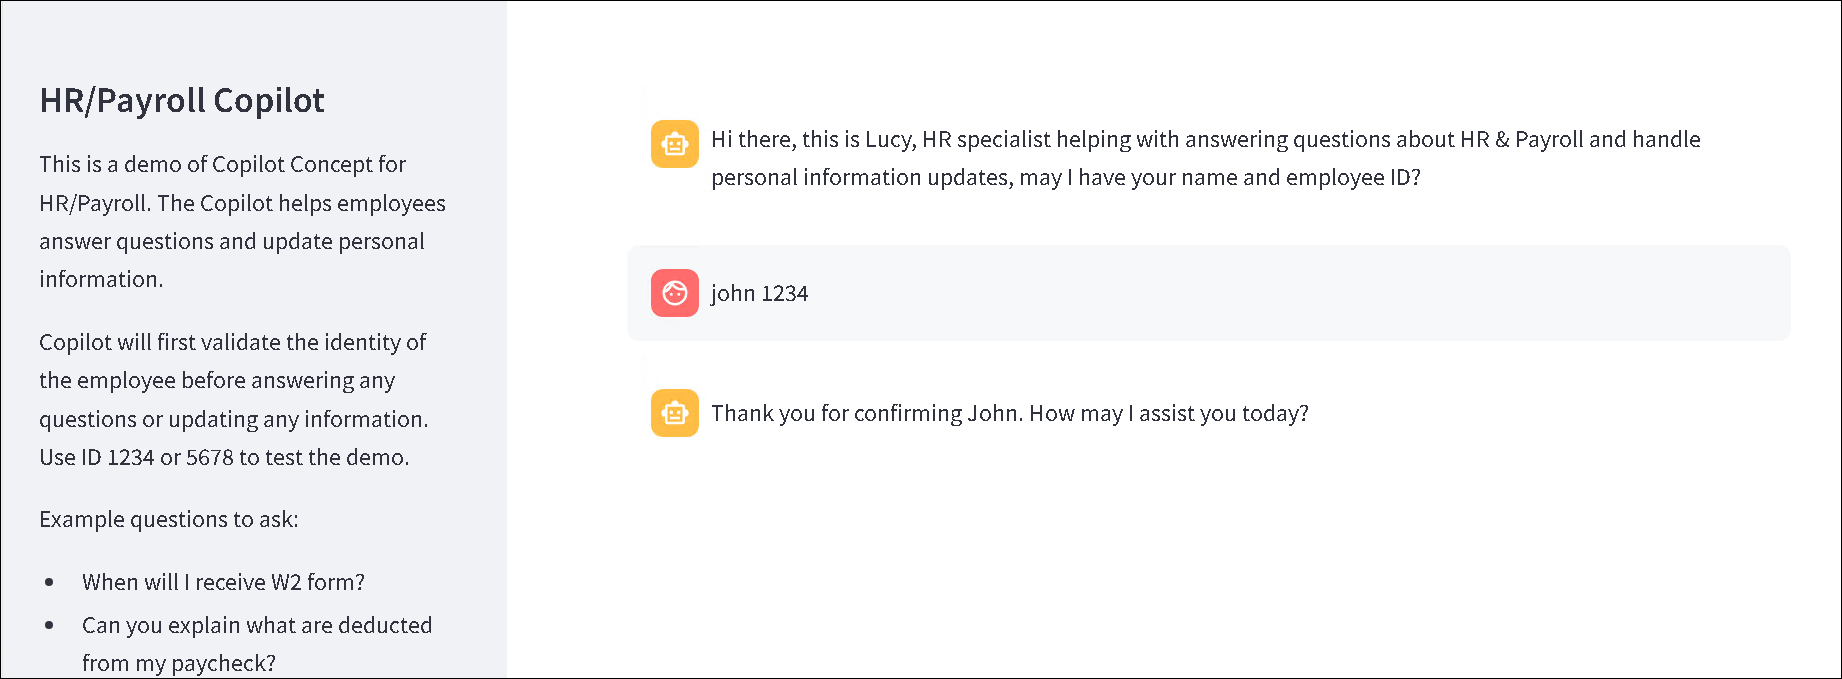 HR/Payroll Copilot
This is a demo of Copilot Concept for
HR/Payroll. The Copilot helps employees
answer questions and update personal
information.
Copilot will first validate the identity of
the employee before answering any
questions or updating any information.
Use ID 1234 or 5678 to test the demo.
Example questions to ask:
• When will I receive W2 form?
• Can you explain what are deducted
from my paycheck?
Hi there, this is Lucy, HR specialist helping with answering questions about HR & Payroll and handle
personal information updates, may I have your name and employee ID?
john 1234
Thank you for confirming John. How may I assist you today?